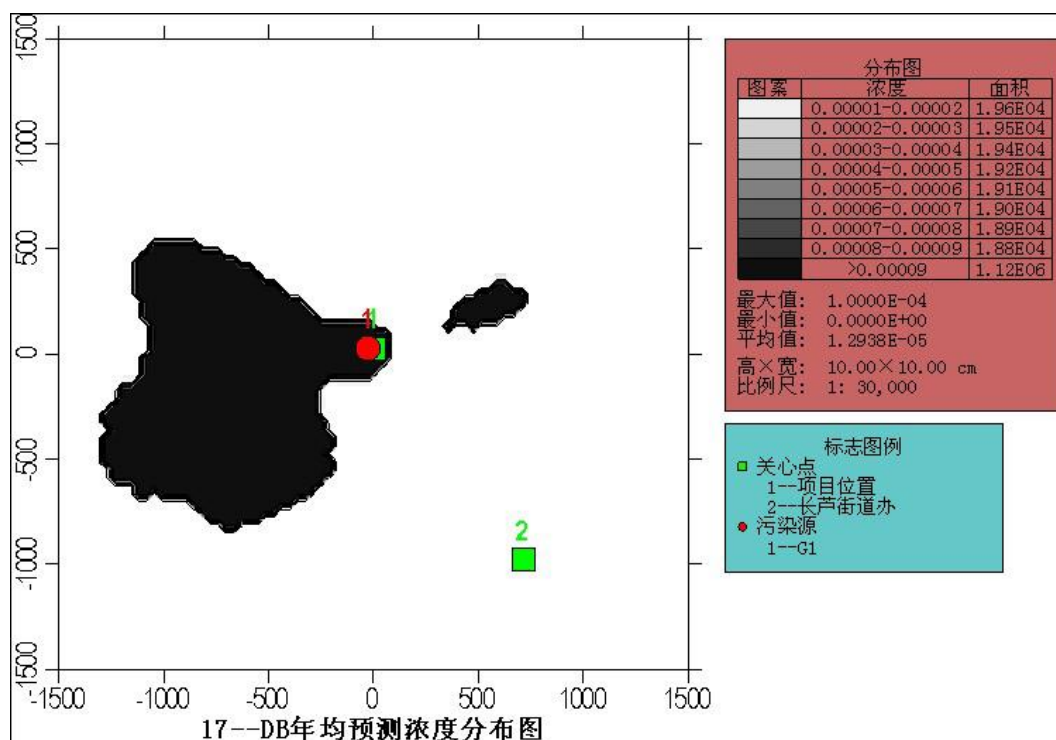 1500
1000
500
0
-500
-1000
-1500
-1500 -1000 -500 0 500 1000 1500
1
1
2
17--DB年均预测浓度分布图
分布图
图案 浓度 面积
0.00001-0.00002 1.96E04
0.00002-0.00003 1.95E04
0.00003-0.00004 1.94E04
0.00004-0.00005 1.92E04
0.00005-0.00006 1.91E04
0.00006-0.00007 1.90E04
0.00007-0.00008 1.89E04
0.00008-0.00009 1.88E04
>0.00009 1.12E06
最大值: 1.0000E-04
最小值: 0.0000E+00
平均值: 1.2938E-05
高×宽: 10.00×10.00 cm
比例尺: 1: 30,000
标志图例
关心点
1--项目位置
2--长芦街道办
污染源
1--G1